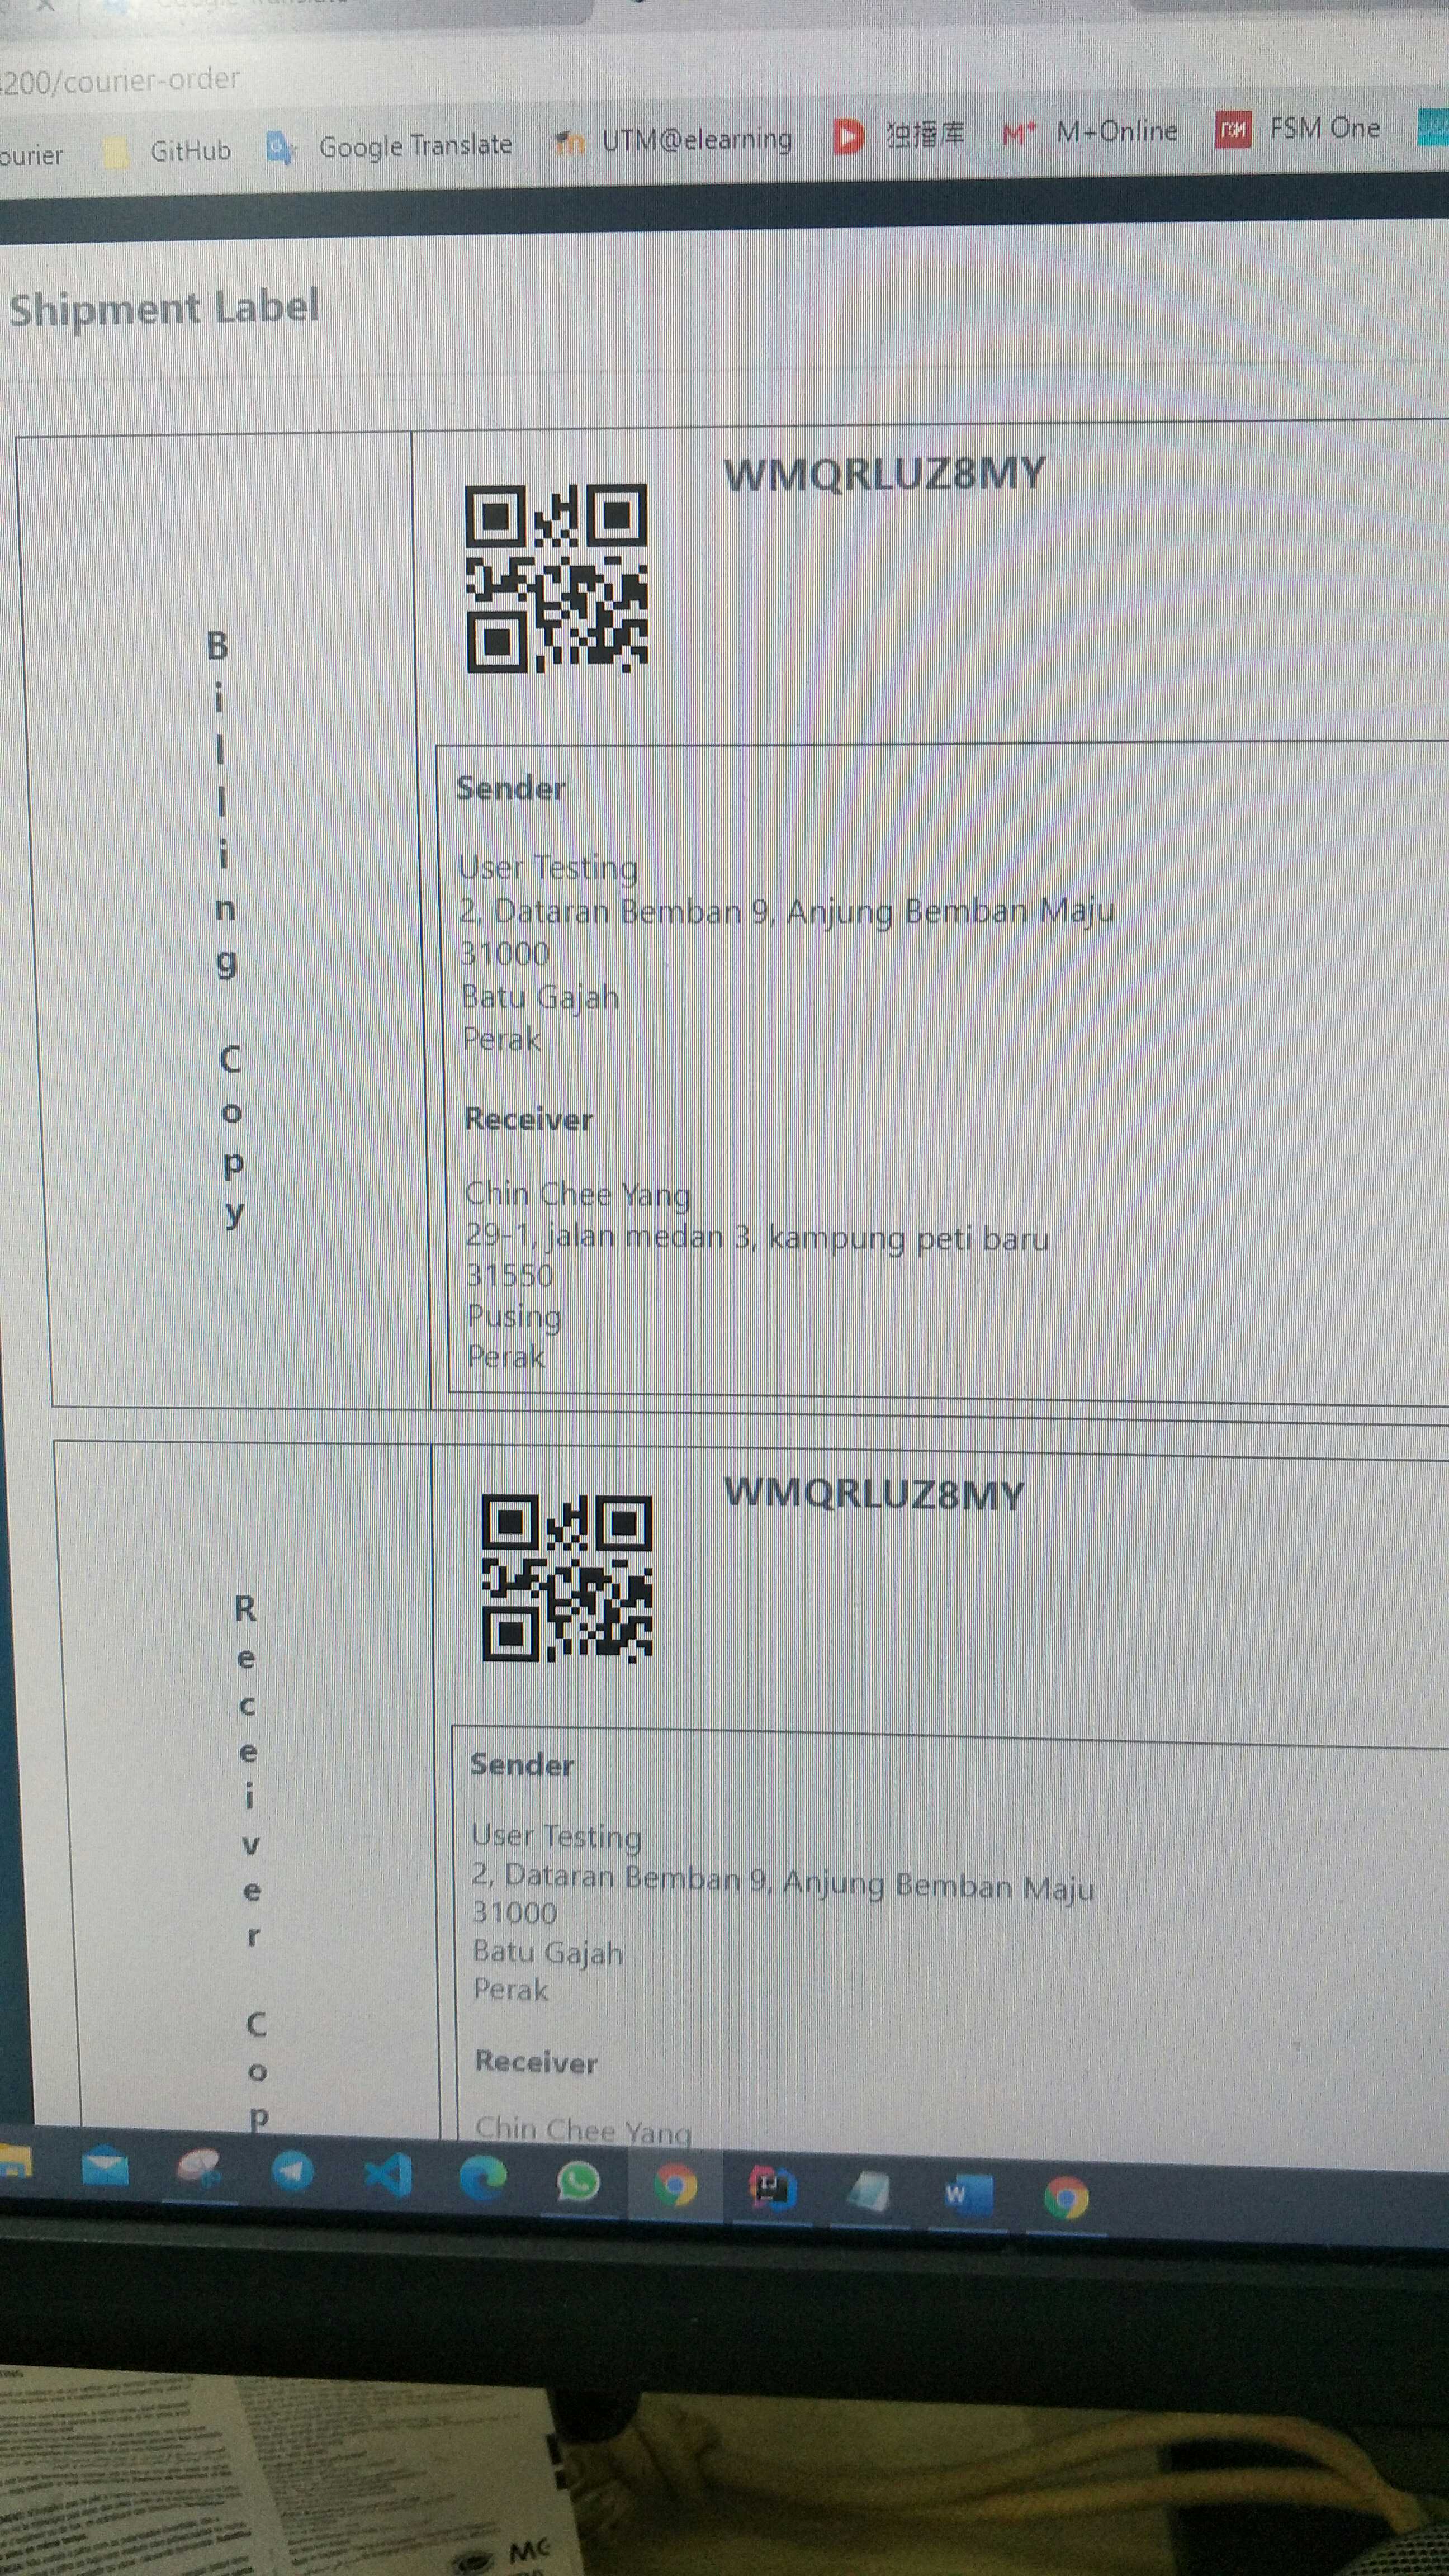 200/courier-order
ourier GitHub Google Translate UTM@elearning 独播库 M+Online FSM One
Shipment Label
Billing Copy
WMQRLUZ8MY
Sender
User Testing
2, Dataran Bemban 9, Anjung Bemban Maju
31000
Batu Gajah
Perak
Receiver
Chin Chee Yang
29-1, jalan medan 3, kampung peti baru
31550
Pusing
Perak
Receiver Cop
WMQRLUZ8MY
Sender
User Testing
2, Dataran Bemban 9, Anjung Bemban Maju
31000
Batu Gajah
Perak
Receiver
Chin Chee Yang